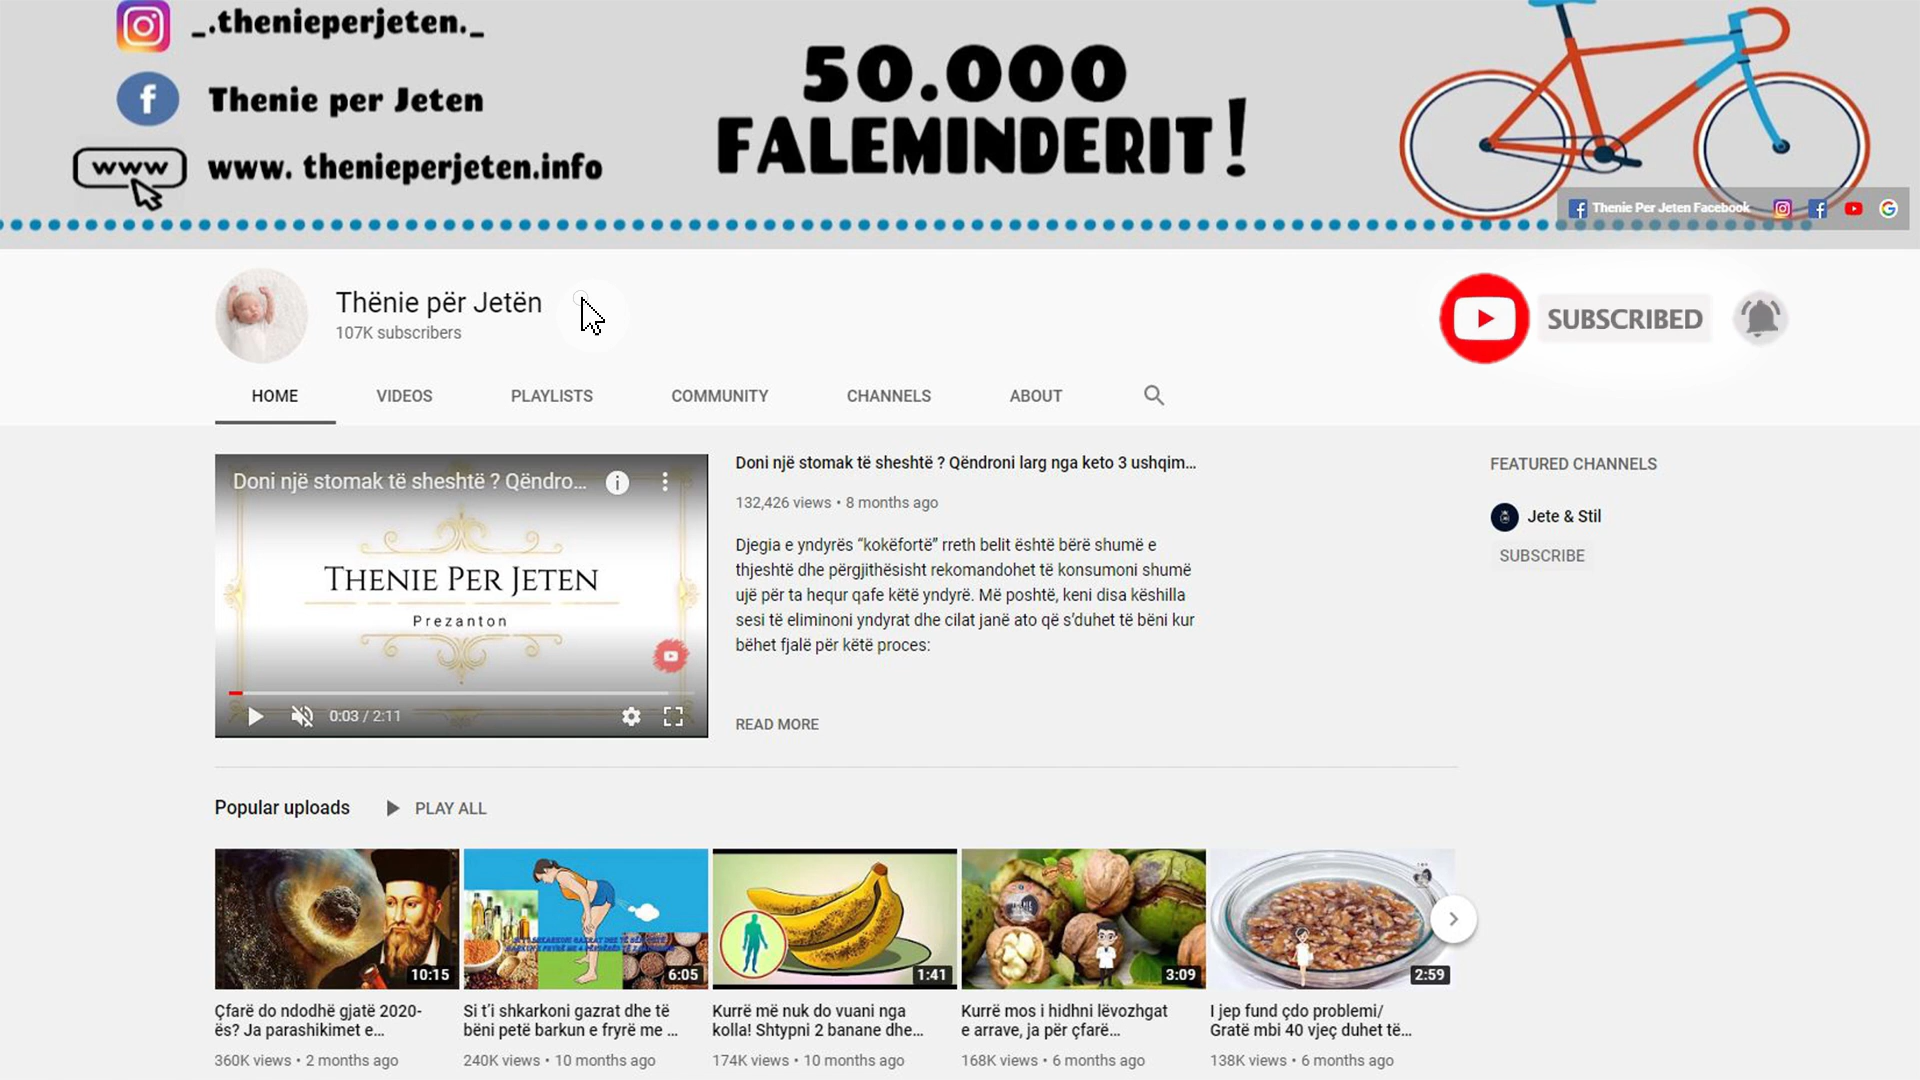 _.thenieperjeten._
Thenie per Jeten
www
www. thenieperjeten.info
50.000
FALEMINDERIT!
Thenie Per Jeten Facebook
Thënie për Jetën
107K subscribers
SUBSCRIBED
HOME VIDEOS PLAYLISTS COMMUNITY CHANNELS ABOUT
Doni një stomak të sheshtë ? Qëndro...
THENIE PER JETEN
Prezanton
0:03 / 2:11
Doni një stomak të sheshtë ? Qëndroni larg nga keto 3 ushqim...
132,426 views • 8 months ago
Djegia e yndyrës “kokëfortë” rreth belit është bërë shumë e
thjeshtë dhe përgjithësisht rekomandohet të konsumoni shumë
ujë për ta hequr qafe këtë yndyrë. Më poshtë, keni disa këshilla
sesi të eliminoni yndyrat dhe cilat janë ato që s’duhet të bëni kur
bëhet fjalë për këtë proces:
READ MORE
FEATURED CHANNELS
Jete & Stil
SUBSCRIBE
Popular uploads PLAY ALL
10:15
Çfarë do ndodhë gjatë 2020-
ës? Ja parashikimet e...
360K views • 2 months ago
6:05
Si t’i shkarkoni gazrat dhe të
bëni petë barkun e fryrë me ...
240K views • 10 months ago
1:41
Kurrë më nuk do vuani nga
kolla! Shtypni 2 banane dhe...
174K views • 10 months ago
3:09
Kurrë mos i hidhni lëvozhgat
e arrave, ja për çfarë...
168K views • 6 months ago
2:59
I jep fund çdo problemi/
Gratë mbi 40 vjeç duhet të...
138K views • 6 months ago